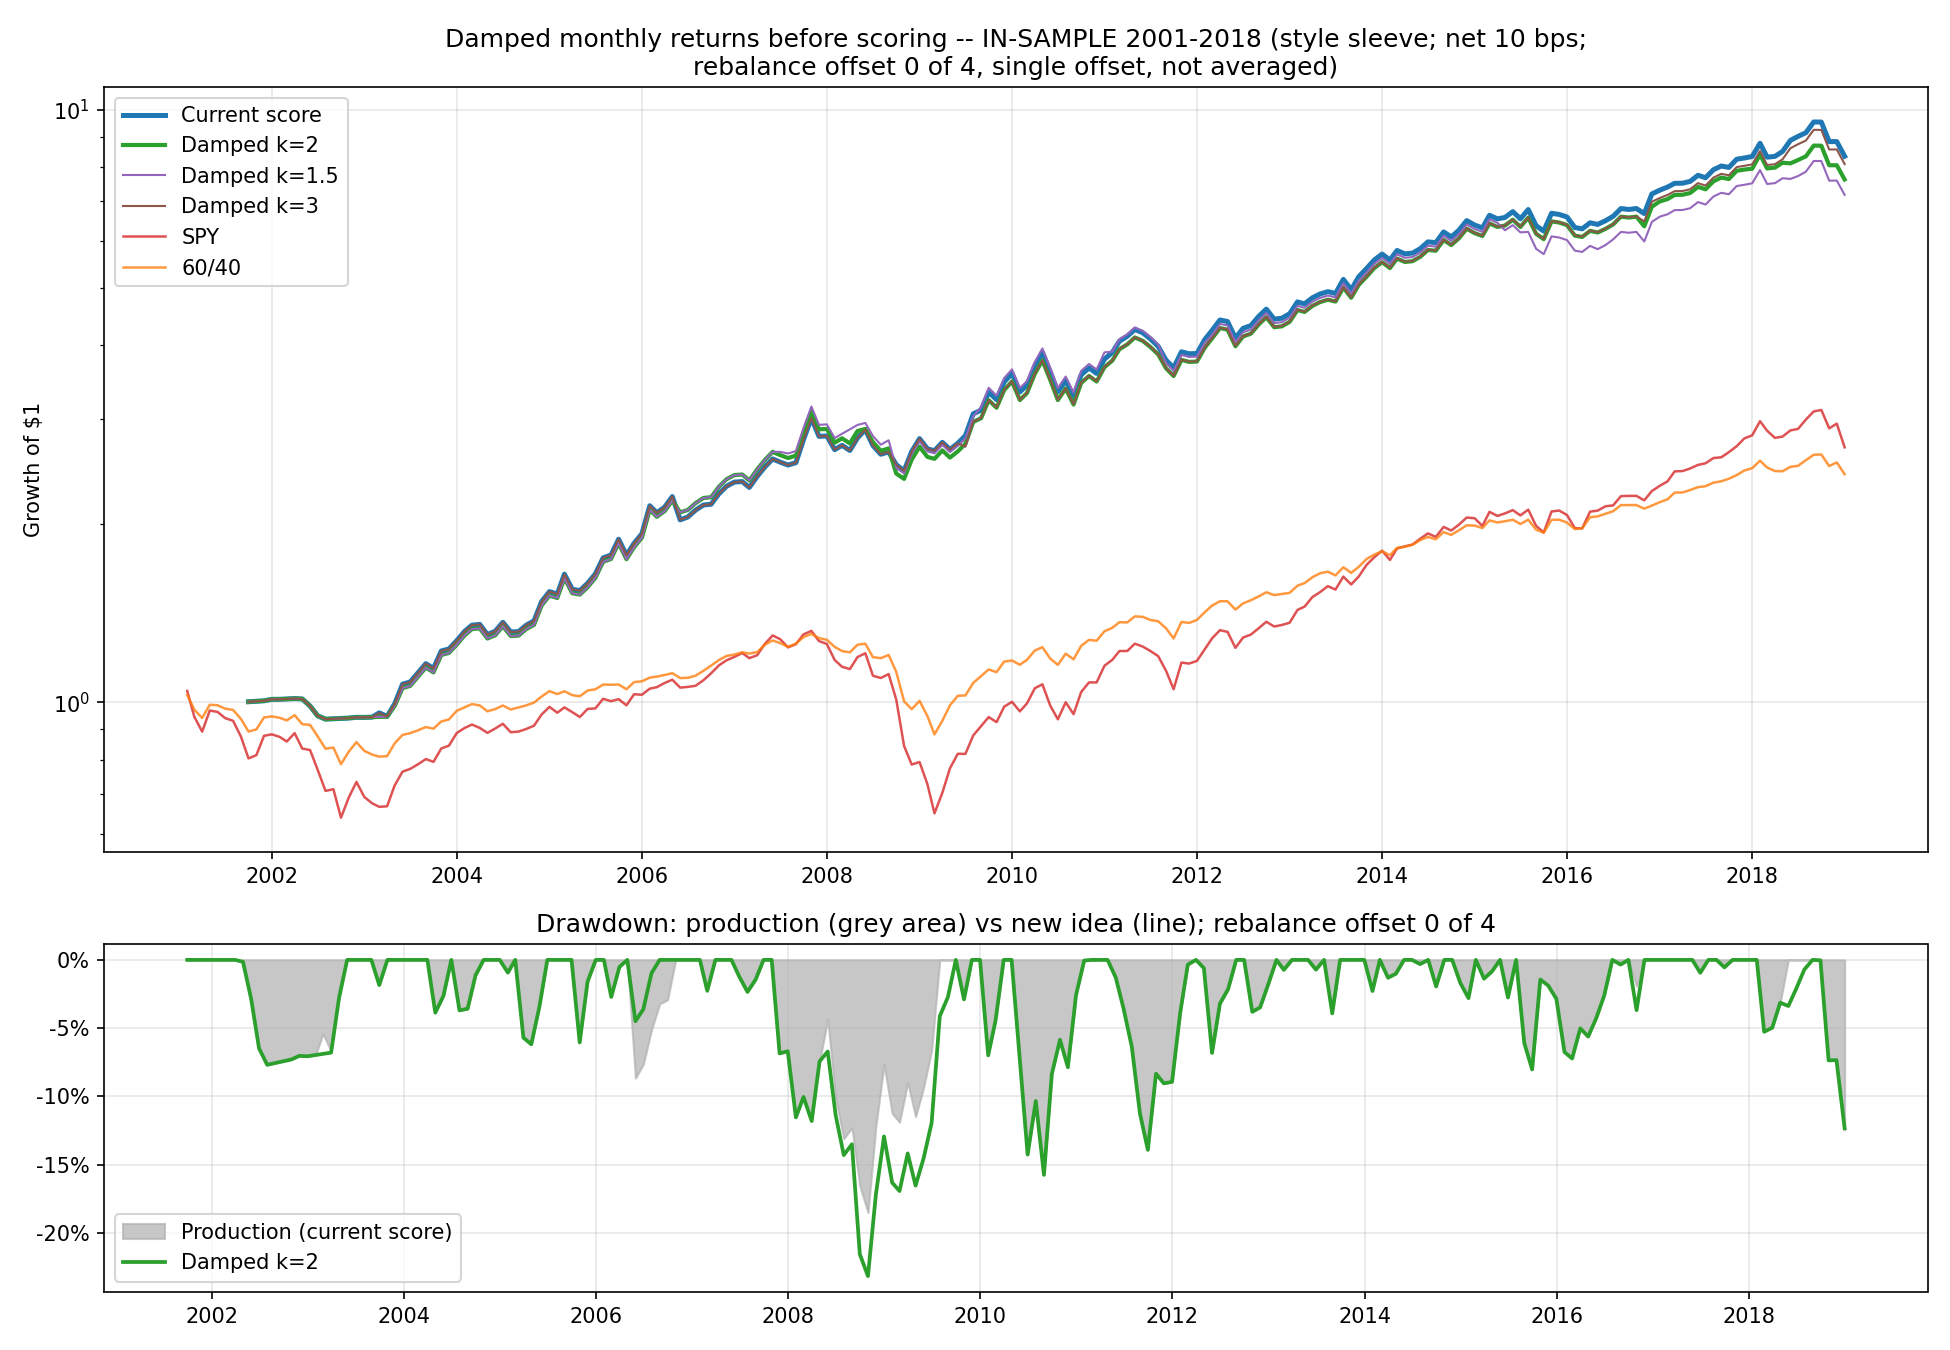 Damped monthly returns before scoring -- IN-SAMPLE 2001-2018 (style sleeve; net 10 bps;
rebalance offset 0 of 4, single offset, not averaged)
10¹
10⁰
Growth of $1
Current score
Damped k=2
Damped k=1.5
Damped k=3
SPY
60/40
2002
2004
2006
2008
2010
2012
2014
2016
2018
Drawdown: production (grey area) vs new idea (line); rebalance offset 0 of 4
0%
-5%
-10%
-15%
-20%
Production (current score)
Damped k=2
2002
2004
2006
2008
2010
2012
2014
2016
2018